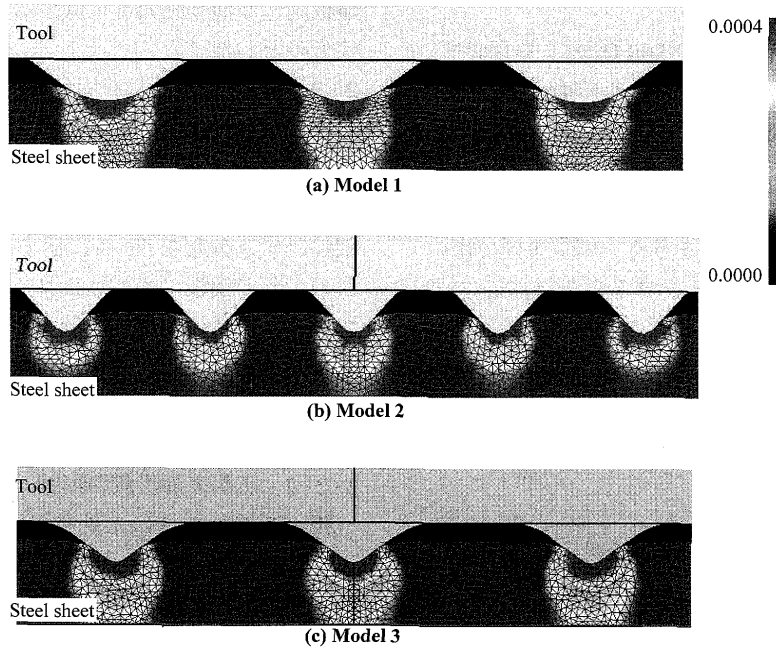 Tool
0.0004
Steel sheet
(a) Model 1
Tool
0.0000
Steel sheet
(b) Model 2
Tool
Steel sheet
(c) Model 3